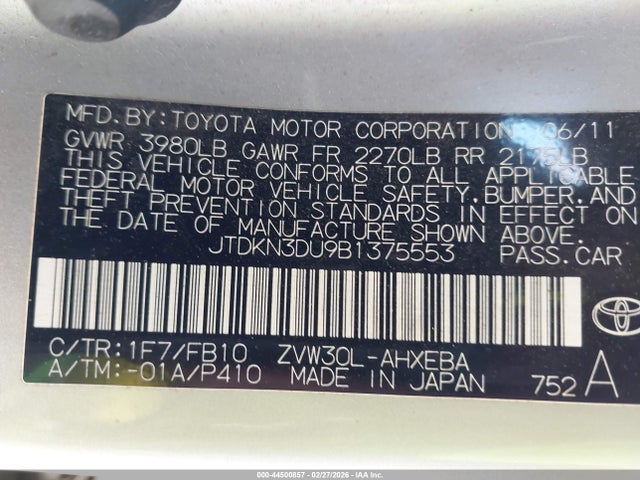 MFD. BY: TOYOTA MOTOR CORPORATION 06/11
GVWR 3980LB GAWR FR 2270LB RR 2175LB
THIS VEHICLE CONFORMS TO ALL APPLICABLE
FEDERAL MOTOR VEHICLE SAFETY, BUMPER, AND
THEFT PREVENTION STANDARDS IN EFFECT ON
THE DATE OF MANUFACTURE SHOWN ABOVE.
JTDKN3DU9B1375553 PASS.CAR
C/TR:1F7/FB10 ZVW30L-AHXEBA
A/TM:-01A/P410 MADE IN JAPAN 752 A
TOYOTA
000-44500857 - 02/27/2026 - IAAI, Inc.